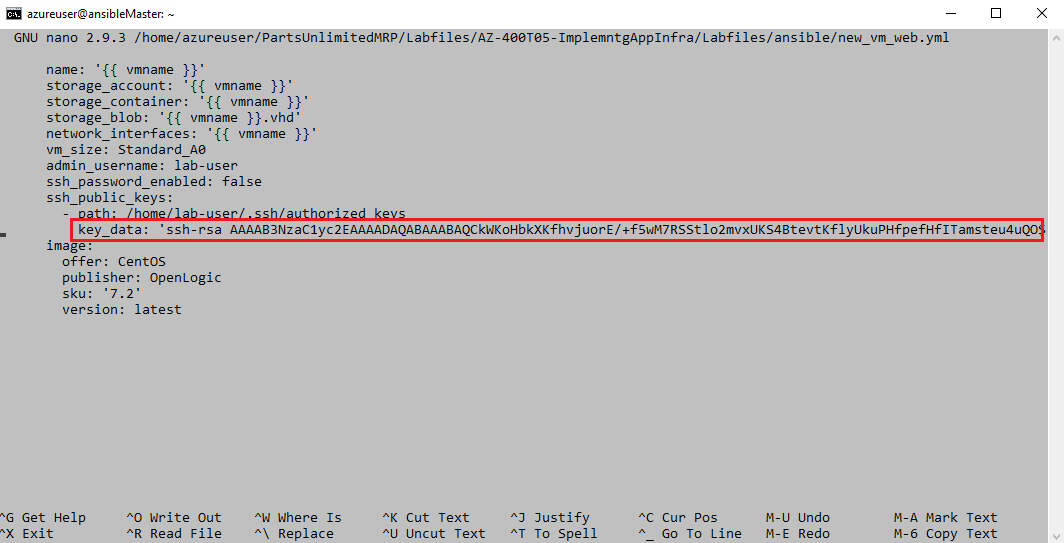 azureuser@ansibleMaster: ~
GNU nano 2.9.3 /home/azureuser/PartsUnlimitedMRP/Labfiles/AZ-400T05-ImplemntgAppInfra/Labfiles/ansible/new_vm_web.yml
name: '{{ vmname }}'
storage_account: '{{ vmname }}'
storage_container: '{{ vmname }}'
storage_blob: '{{ vmname }}.vhd'
network_interfaces: '{{ vmname }}'
vm_size: Standard_A0
admin_username: lab-user
ssh_password_enabled: false
ssh_public_keys:
- path: /home/lab-user/.ssh/authorized_keys
key_data: 'ssh-rsa AAAAB3NzaC1yc2EAAAADAQABAAABAQCkWKoHbkXKfhvjuorE/+f5wM7RSStlo2mvxUKS4BtevtKflyUkuPHfpefHfITamsteu4uQOS
image:
offer: CentOS
publisher: OpenLogic
sku: '7.2'
version: latest
^G Get Help ^O Write Out ^W Where Is ^K Cut Text ^J Justify ^C Cur Pos M-U Undo M-A Mark Text
^X Exit ^R Read File ^\ Replace ^U Uncut Text ^T To Spell ^_ Go To Line M-E Redo M-6 Copy Text